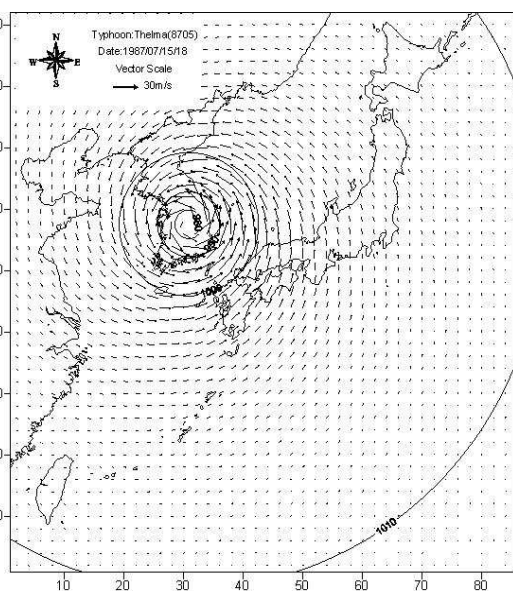 N
W E
S
Typhoon:Thelma(8705)
Date:1987/07/15/18
Vector Scale
30m/s
1010
10 20 30 40 50 60 70 80